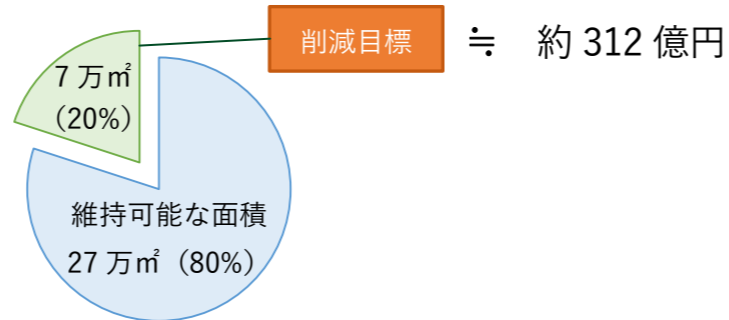 削減目標 ≒ 約 312 億円
7 万㎡
(20%)
維持可能な面積
27 万㎡（80%）